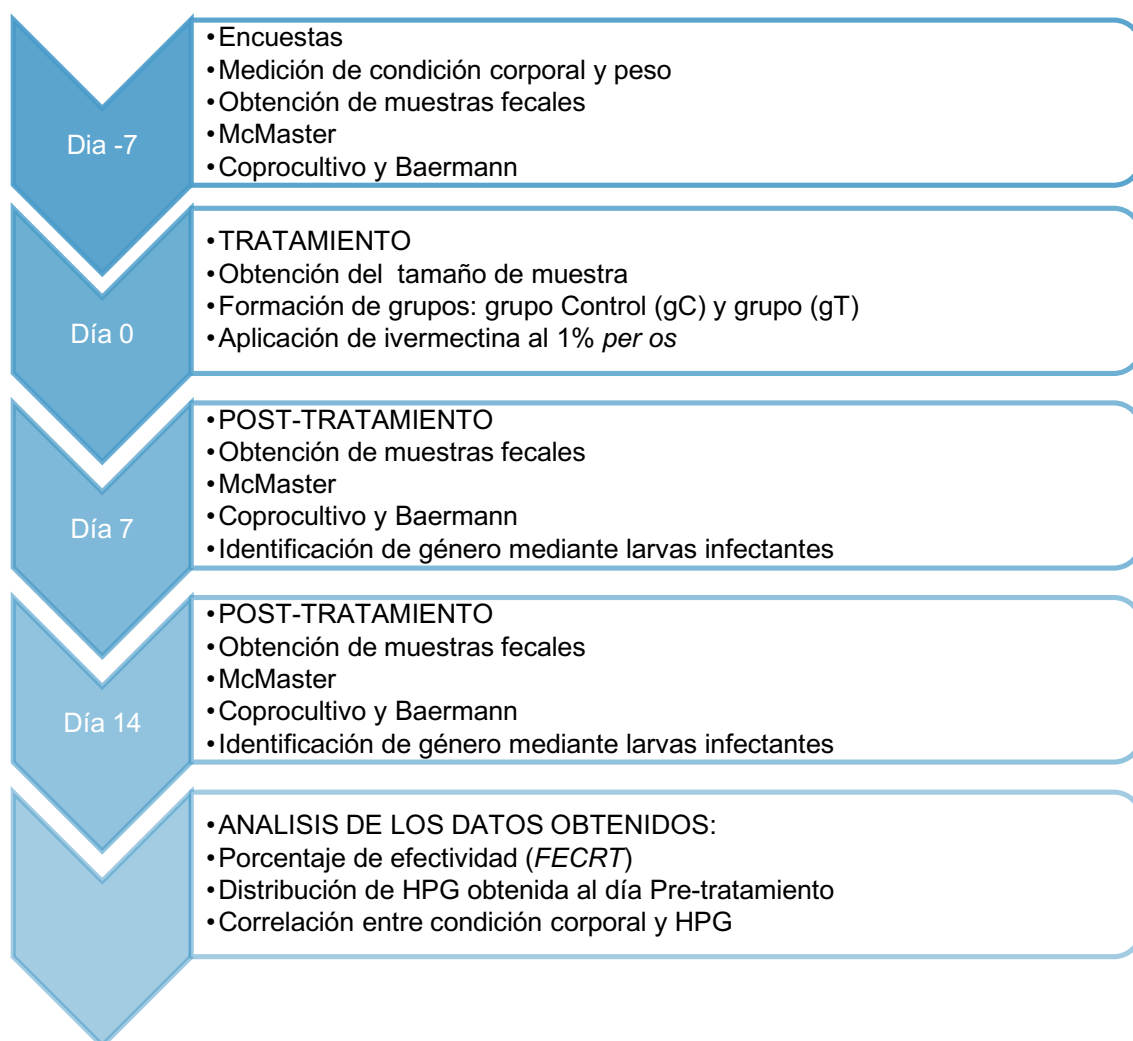 Dia -7
•Encuestas
•Medición de condición corporal y peso
•Obtención de muestras fecales
•McMaster
•Coprocultivo y Baermann
Día 0
•TRATAMIENTO
•Obtención del tamaño de muestra
•Formación de grupos: grupo Control (gC) y grupo (gT)
•Aplicación de ivermectina al 1% per os
Día 7
•POST-TRATAMIENTO
•Obtención de muestras fecales
•McMaster
•Coprocultivo y Baermann
•Identificación de género mediante larvas infectantes
Día 14
•POST-TRATAMIENTO
•Obtención de muestras fecales
•McMaster
•Coprocultivo y Baermann
•Identificación de género mediante larvas infectantes
•ANALISIS DE LOS DATOS OBTENIDOS:
•Porcentaje de efectividad (FECRT)
•Distribución de HPG obtenida al día Pre-tratamiento
•Correlación entre condición corporal y HPG